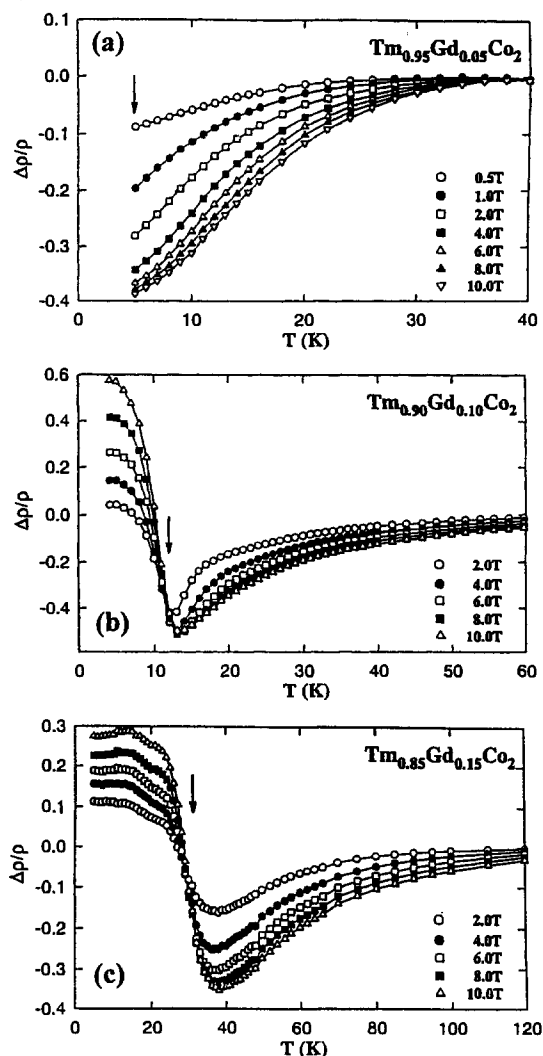 (a)
Tm0.95Gd0.05Co2
0.1
0.0
-0.1
-0.2
-0.3
-0.4
Δρ/ρ
0.5T
1.0T
2.0T
4.0T
6.0T
8.0T
10.0T
0 10 20 30 40
T (K)
Tm0.90Gd0.10Co2
0.6
0.4
0.2
0.0
-0.2
-0.4
Δρ/ρ
2.0T
4.0T
6.0T
8.0T
10.0T
(b)
0 10 20 30 40 50 60
T (K)
Tm0.85Gd0.15Co2
0.3
0.2
0.1
0.0
-0.1
-0.2
-0.3
-0.4
Δρ/ρ
2.0T
4.0T
6.0T
8.0T
10.0T
(c)
0 20 40 60 80 100 120
T (K)